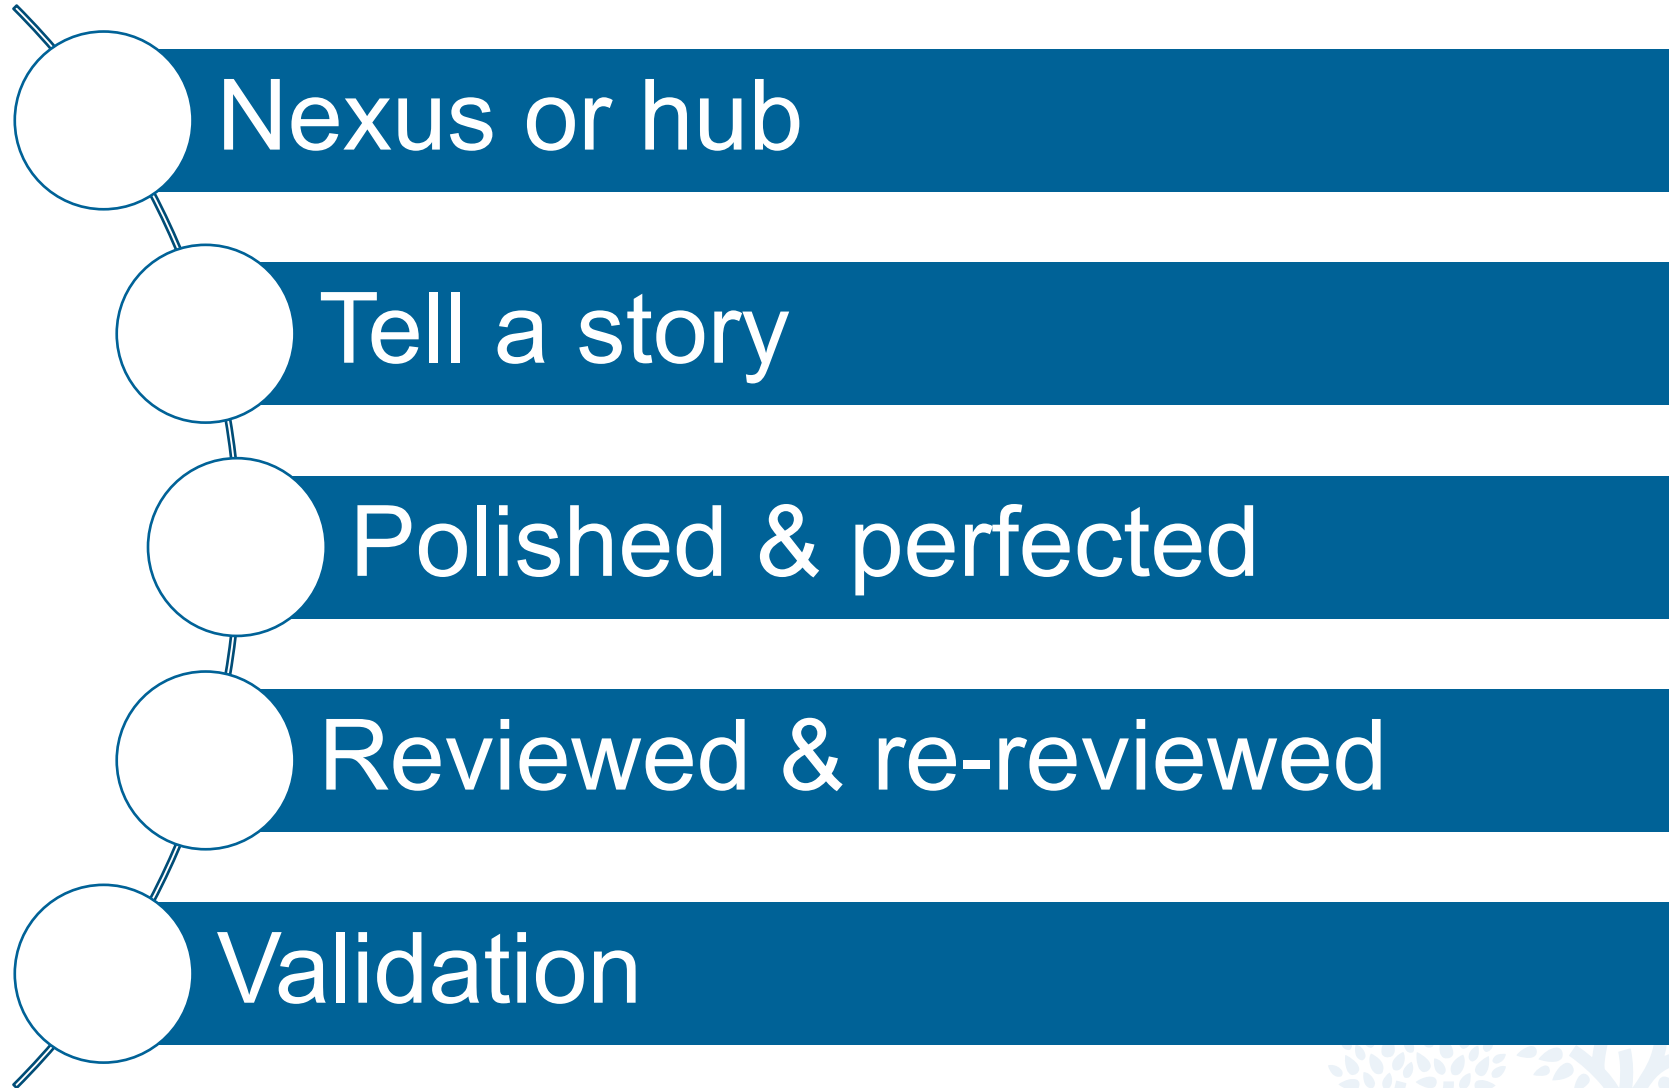 Nexus or hub
Tell a story
Polished & perfected
Reviewed & re-reviewed
Validation